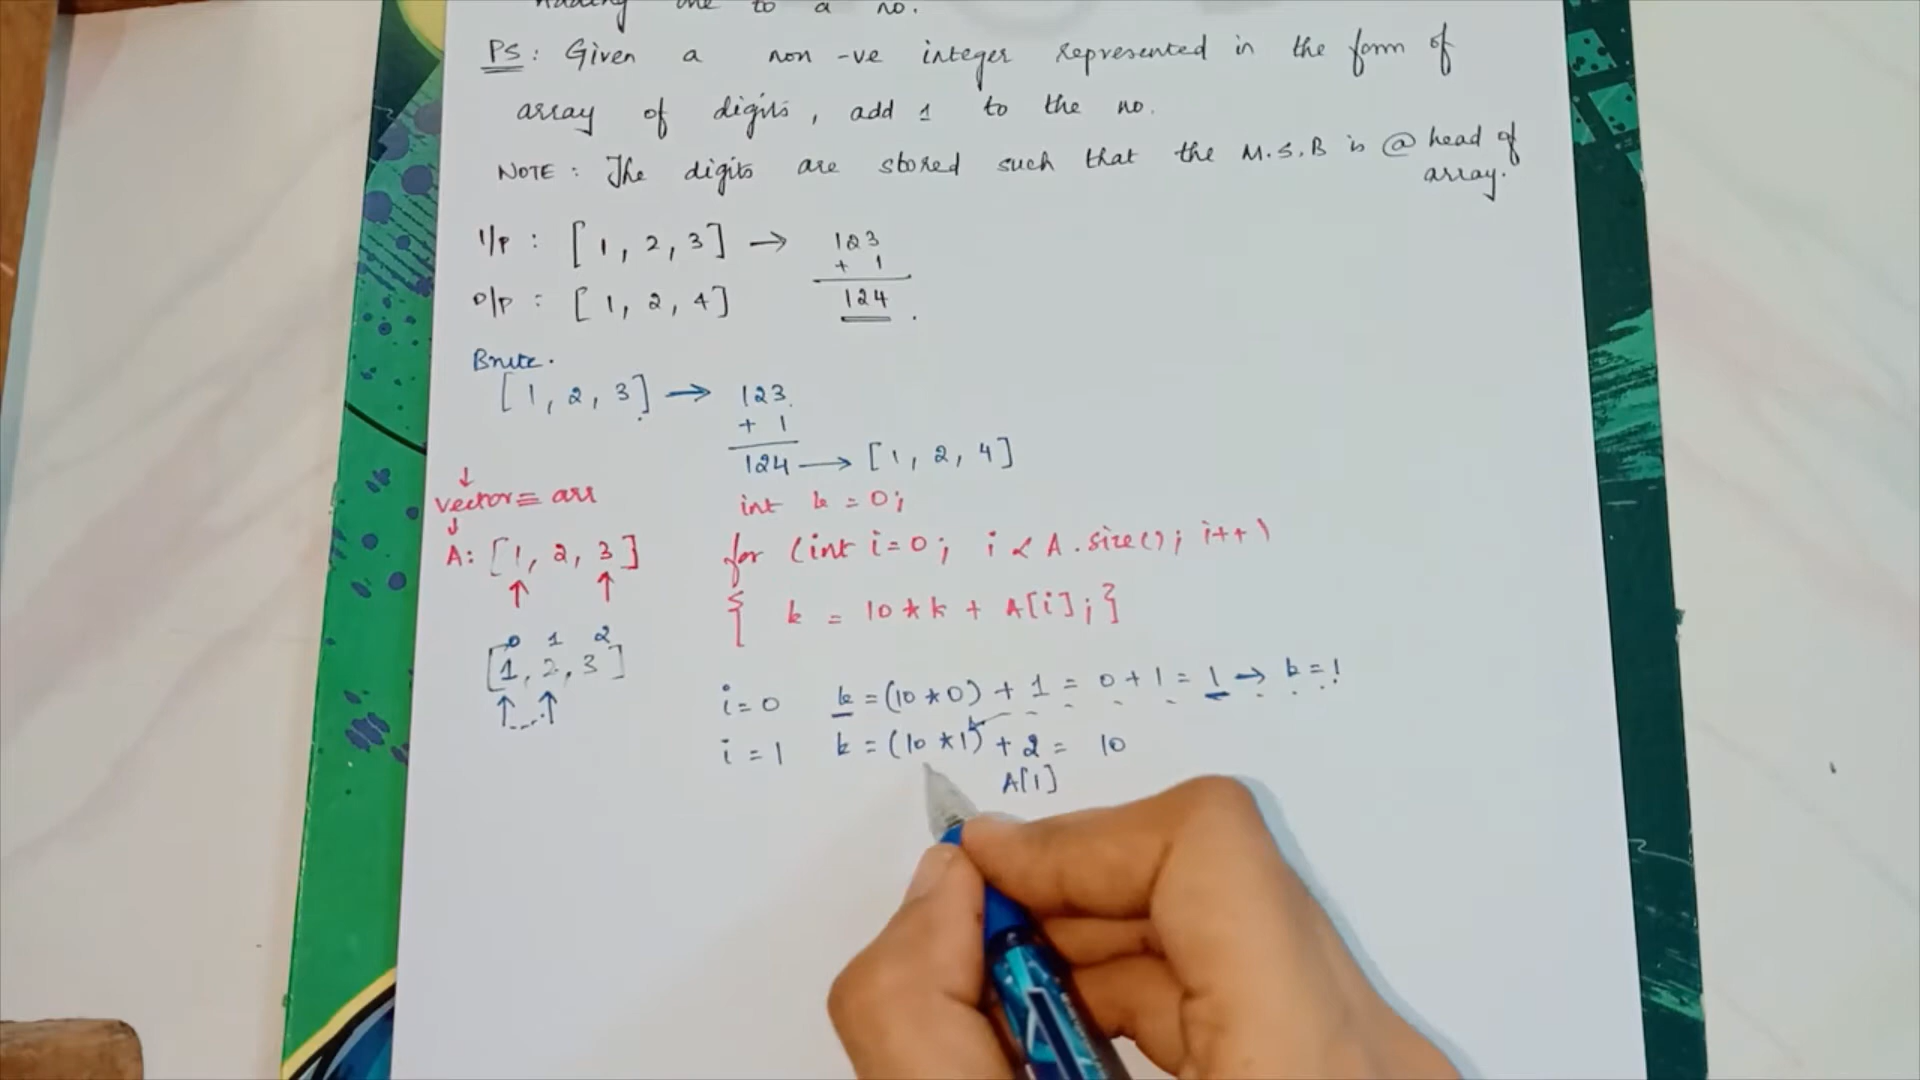 Adding one to a no.
PS : Given a non -ve integer represented in the form of
array of digits , add 1 to the no.
NOTE : The digits are stored such that the M.S.B is @ head of
array.
I/p : [ 1 , 2 , 3 ] → 123
+ 1
o/p : [ 1, 2, 4 ] 124 .
Brute.
[ 1, 2, 3 ] → 123.
+ 1
124 → [ 1, 2, 4 ]
↓
vector = arr
↓
A: [ 1, 2, 3 ]
↑ ↑
0 1 2
[ 1, 2, 3 ]
↑ ↑
int k = 0;
for (int i=0; i < A.size(); i++)
{ k = 10 * k + A[i] ; }
i = 0 k = (10 * 0) + 1 = 0 + 1 = 1 → k = 1
i = 1 k = (10 * 1) + 2 = 10
A[1]